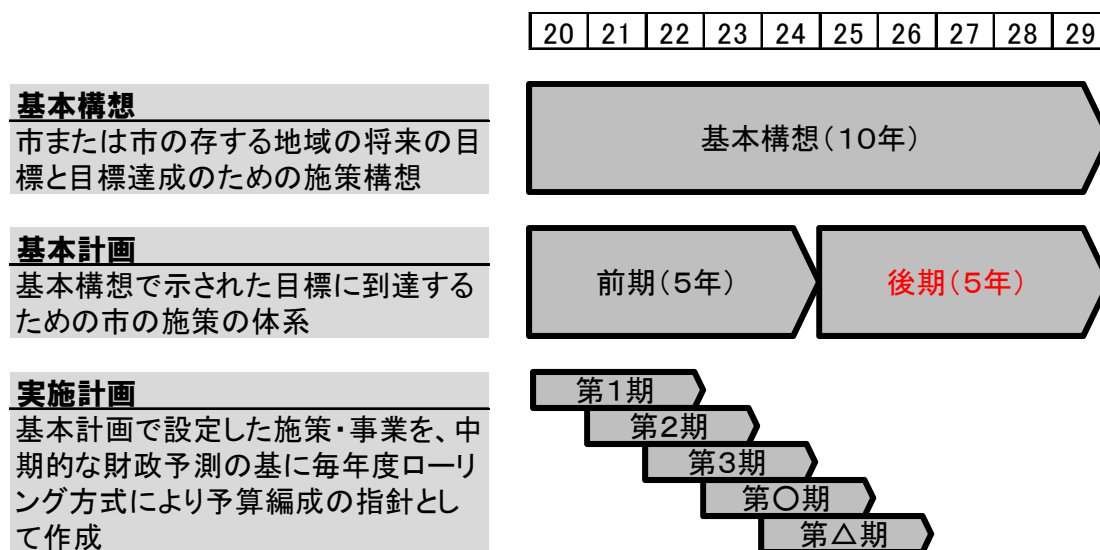 20 21 22 23 24 25 26 27 28 29
基本構想
市または市の存する地域の将来の目
標と目標達成のための施策構想
基本構想（１０年）
基本計画
基本構想で示された目標に到達する
ための市の施策の体系
前期（５年）
後期（５年）
実施計画
基本計画で設定した施策・事業を、中
期的な財政予測の基に毎年度ローリ
ング方式により予算編成の指針とし
て作成
第１期
第２期
第３期
第〇期
第△期